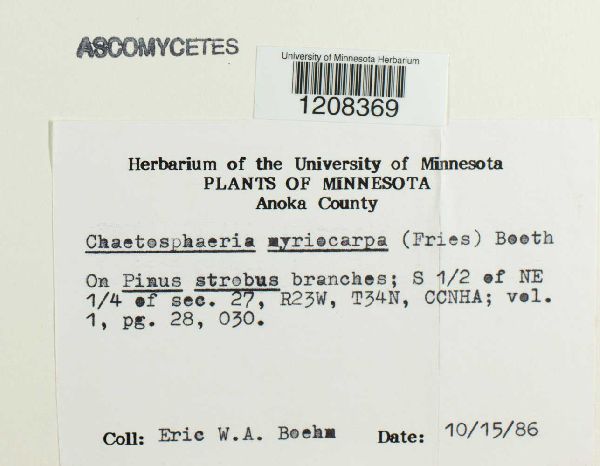 ASCOMYCETES
University of Minnesota Herbarium
1208369
Herbarium of the University of Minnesota
PLANTS OF MINNESOTA
Anoka County
Chaetosphaeria myriocarpa (Fries) Booth
On Pinus strobus branches; S 1/2 of NE
1/4 of sec. 27, R23W, T34N, CCNHA; vol.
1, pg. 28, 030.
Coll: Eric W.A. Boehm Date: 10/15/86